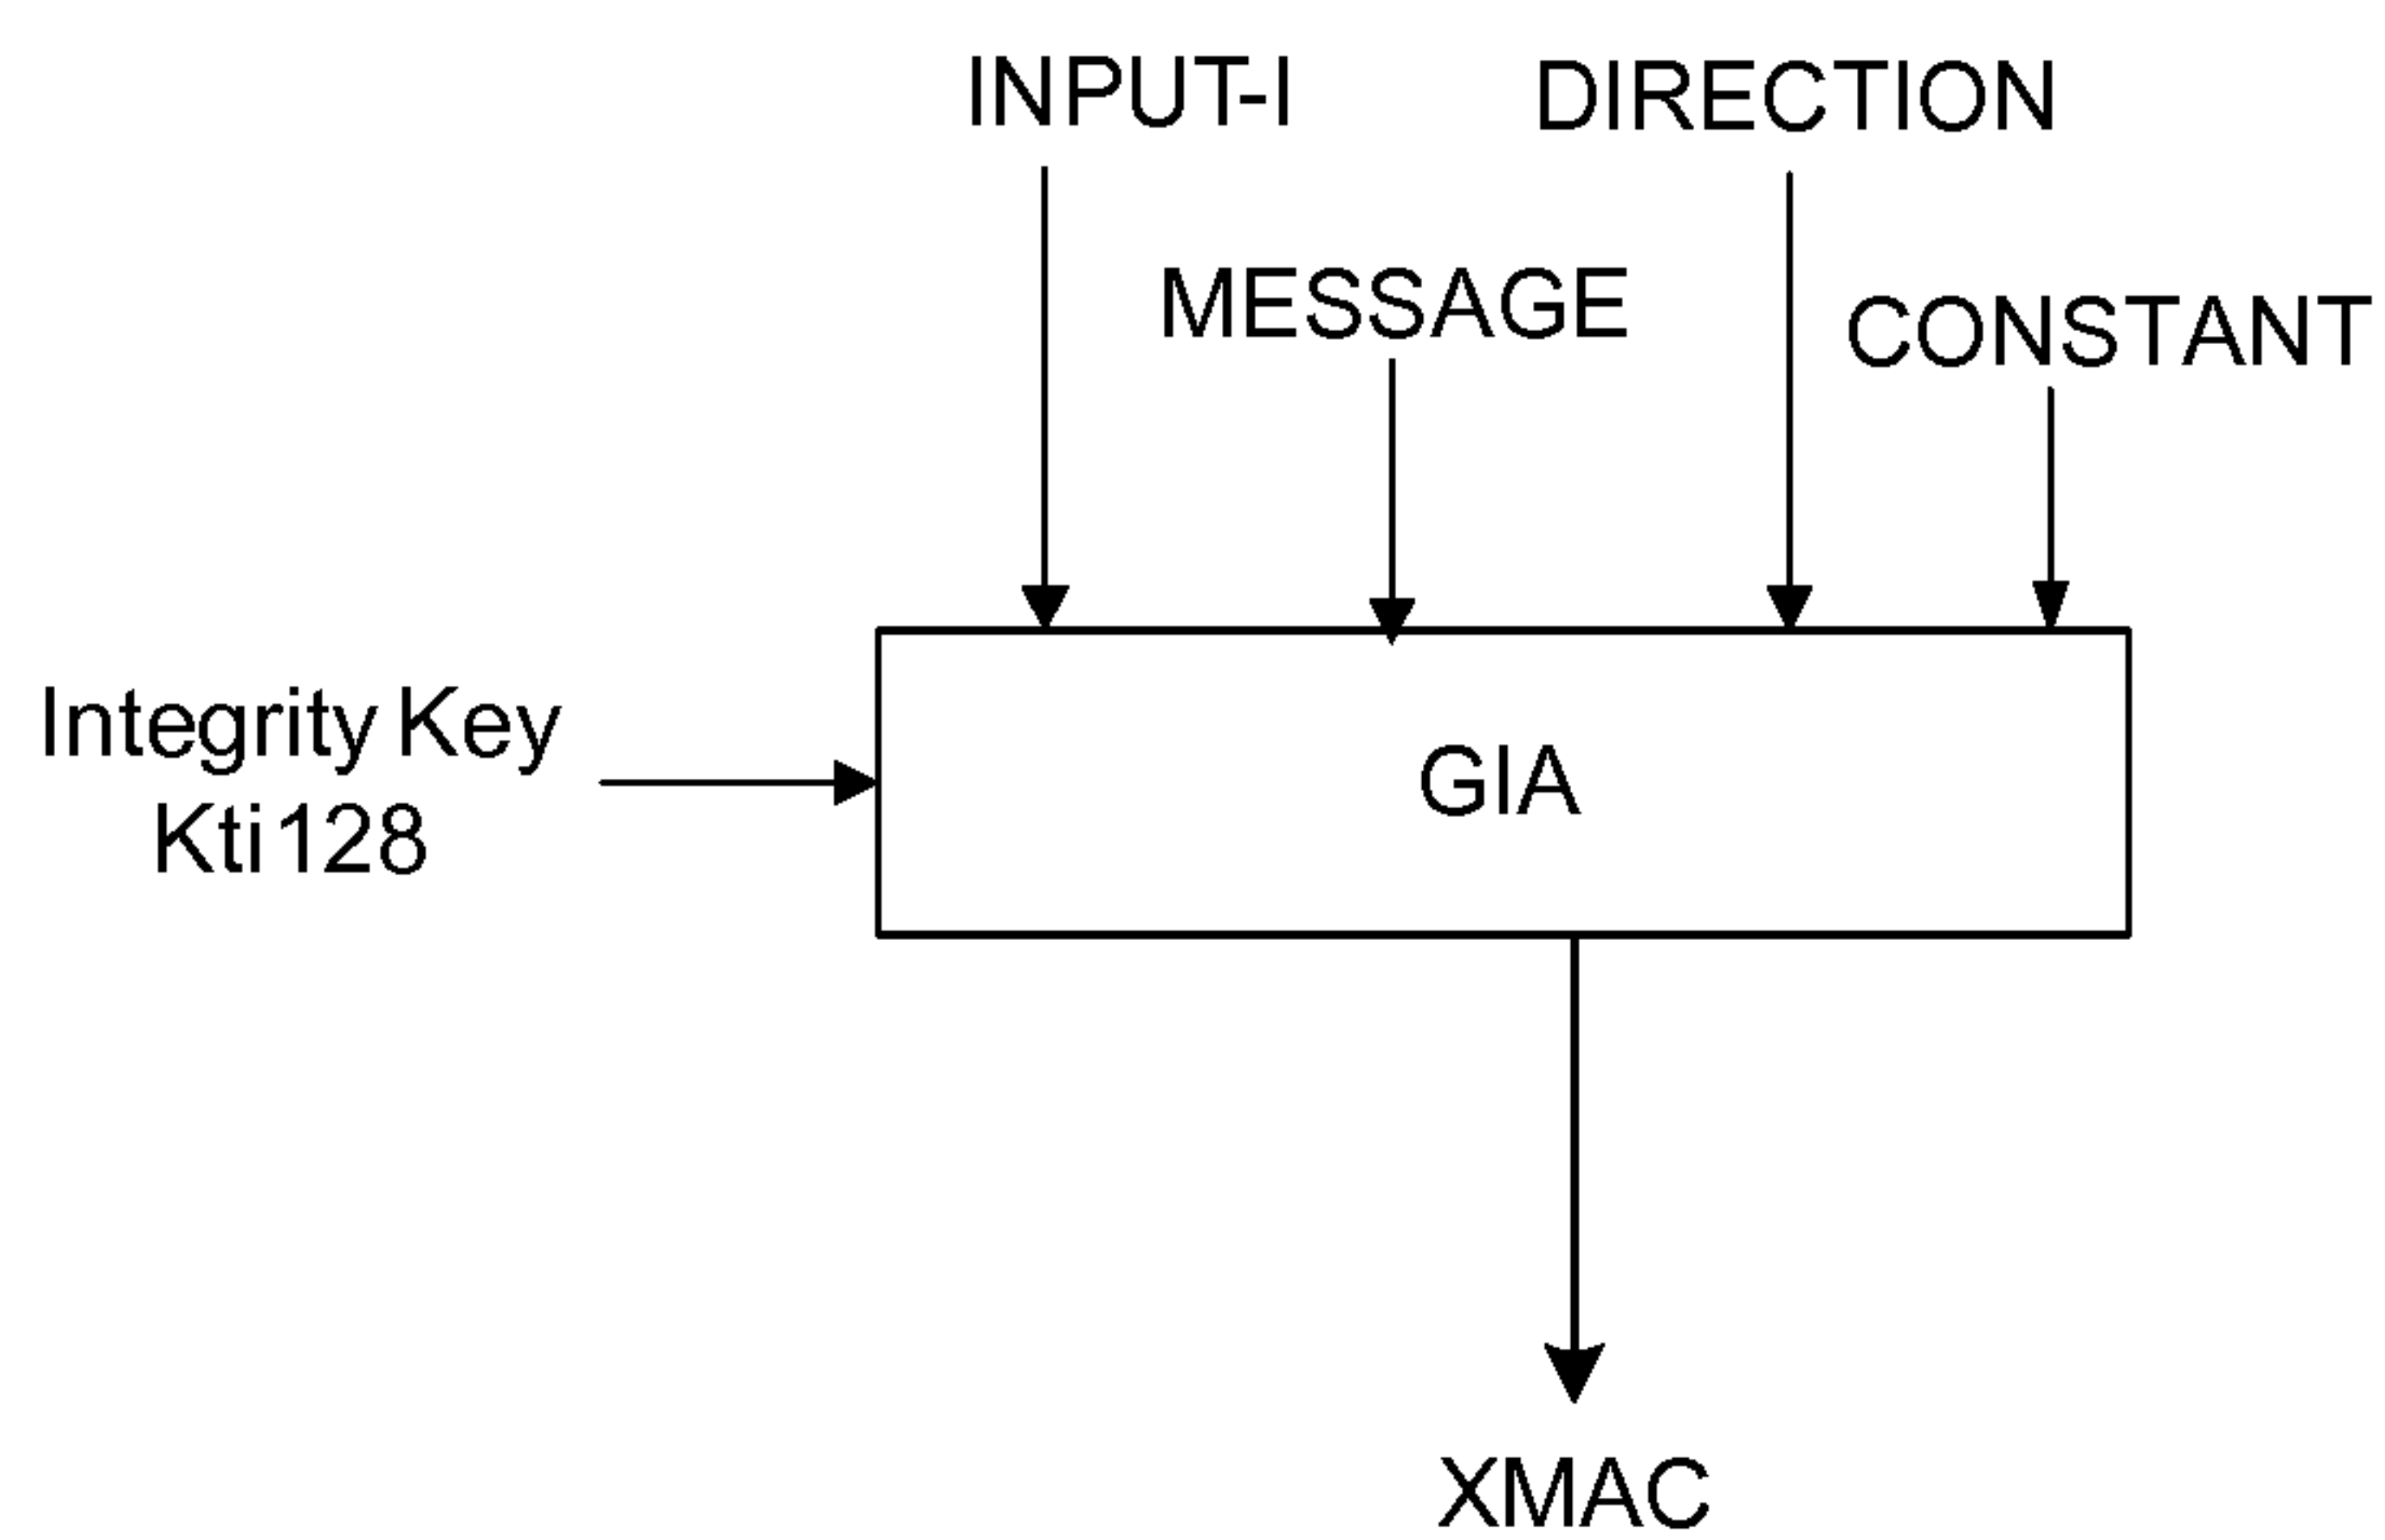 INPUT-I
DIRECTION
MESSAGE
CONSTANT
Integrity Key
Kti128
GIA
XMAC